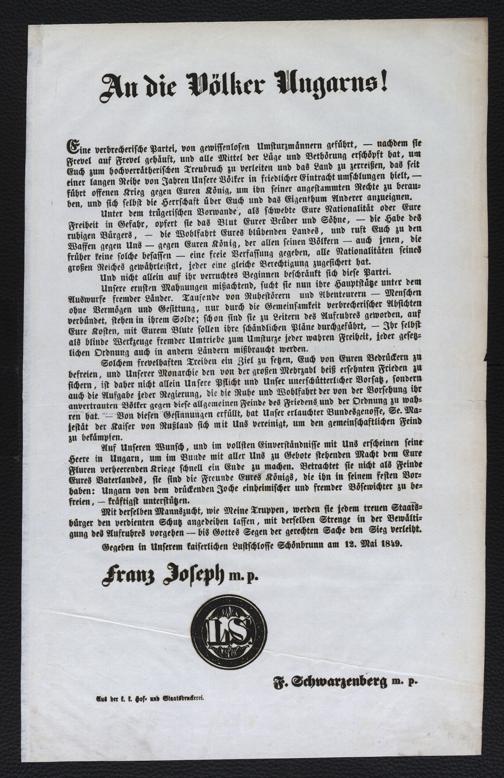 An die Völker Ungarns!
Eine verbrecherische Partei, von gewissenlosen Umsturzmännern geführt, — nachdem sie
Frevel auf Frevel gehäuft, und alle Mittel der Lüge und Bethörung erschöpft hat, um
Euch zum hochverrätherischen Treubruch zu verleiten und das Land zu zerreißen, das seit
einer langen Reihe von Jahren Unsere Völker in friedlicher Eintracht umschlungen hielt, —
führt offenen Krieg gegen Euren König, um ihn seiner angestammten Rechte zu berau-
ben, und sich selbst die Herrschaft über Euch und das Eigenthum Anderer anzueignen.
Unter dem trügerischen Vorwande, als schwebte Eure Nationalität oder Eure
Freiheit in Gefahr, opfert sie das Blut Eurer Brüder und Söhne, — die Habe des
ruhigen Bürgers, — die Wohlfahrt Eures blühenden Landes, und ruft Euch zu den
Waffen gegen Uns — gegen Euren König, der allen seinen Völkern — auch jenen, die
früher keine solche besaßen — eine freie Verfassung gegeben, alle Nationalitäten seines
großen Reiches gewährleistet, jeder eine gleiche Berechtigung zugesichert hat.
Und nicht allein auf ihr verruchtes Beginnen beschränkt sich diese Partei.
Unsere ernsten Mahnungen mißachtend, sucht sie nun ihre Hauptstütze unter dem
Auswurfe fremder Länder. Tausende von Ruhestörern und Abenteurern — Menschen
ohne Vermögen und Gesittung, nur durch die Gemeinsamkeit verbrecherischer Absichten
verbündet, stehen in ihrem Solde; schon sind sie zu Leitern des Aufruhrs geworden, auf
Eure Kosten, mit Eurem Blute sollen ihre schändlichen Pläne durchgeführt, — Ihr selbst
als blinde Werkzeuge fremder Umtriebe zum Umsturze jeder wahren Freiheit, jeder gesetz-
lichen Ordnung auch in andern Ländern mißbraucht werden.
Solchem frevelhaften Treiben ein Ziel zu setzen, Euch von Euren Bedrückern zu
befreien, und Unserer Monarchie den von der großen Mehrzahl heiß ersehnten Frieden zu
sichern, ist daher nicht allein Unsere Pflicht und Unser unerschütterlicher Vorsatz, sondern
auch die Aufgabe jeder Regierung, die die Ruhe und Wohlfahrt der von der Vorsehung ihr
anvertrauten Völker gegen diese allgemeinen Feinde des Friedens und der Ordnung zu wah-
ren hat. — Von diesen Gesinnungen erfüllt, hat Unser erlauchter Bundesgenosse, Se. Ma-
jestät der Kaiser von Rußland sich mit Uns vereinigt, um den gemeinschaftlichen Feind
zu bekämpfen.
Auf Unseren Wunsch, und im vollsten Einverständnisse mit Uns erscheinen seine
Heere in Ungarn, um im Bunde mit aller Uns zu Gebote stehenden Macht dem Eure
Fluren verheerenden Kriege schnell ein Ende zu machen. Betrachtet sie nicht als Feinde
Eures Vaterlandes, sie sind die Freunde Eures Königs, die ihn in seinem festen Vor-
haben: Ungarn von dem drückenden Joche einheimischer und fremder Bösewichter zu be-
freien, — kräftigst unterstützen.
Mit derselben Mannszucht, wie Meine Truppen, werden sie jedem treuen Staats-
bürger den verdienten Schutz angedeihen lassen, mit derselben Strenge in der Bewälti-
gung des Aufruhres vorgehen — bis Gottes Segen der gerechten Sache den Sieg verleiht.
Gegeben in Unserem kaiserlichen Lustschlosse Schönbrunn am 12. Mai 1849.
Franz Joseph m. p.
L.S.
F. Schwarzenberg m. p.
Aus der k. k. Hof- und Staatsdruckerei.